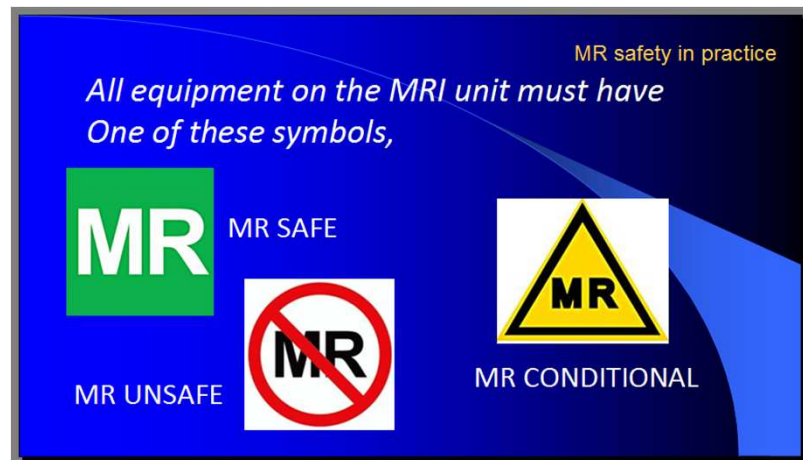 MR safety in practice
All equipment on the MRI unit must have
One of these symbols,
MR
MR SAFE
MR
MR UNSAFE
MR
MR CONDITIONAL